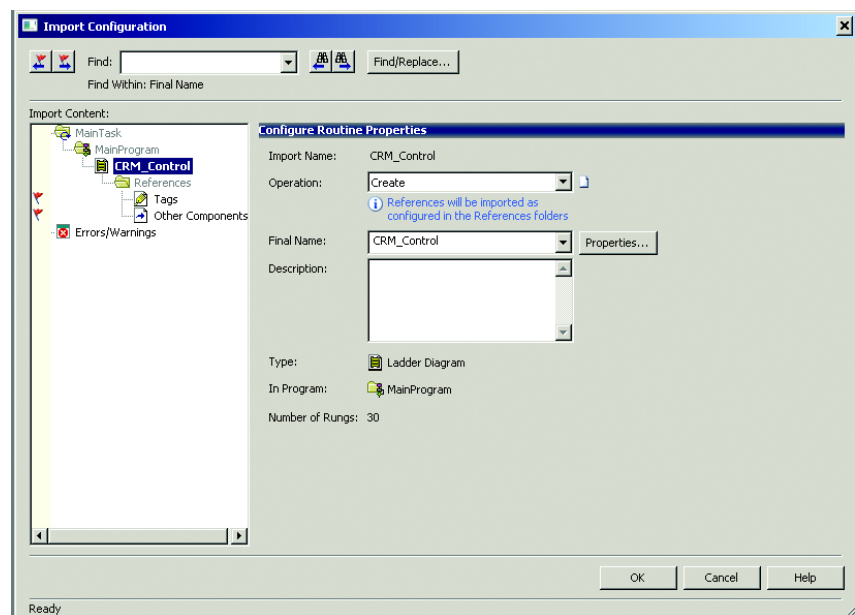 Import Configuration
Find:
Find/Replace...
Find Within: Final Name
Import Content:
MainTask
MainProgram
CRM_Control
References
Tags
Other Components
Errors/Warnings
Configure Routine Properties
Import Name: CRM_Control
Operation: Create
References will be imported as
configured in the References folders
Final Name: CRM_Control Properties...
Description:
Type: Ladder Diagram
In Program: MainProgram
Number of Rungs: 30
OK Cancel Help
Ready